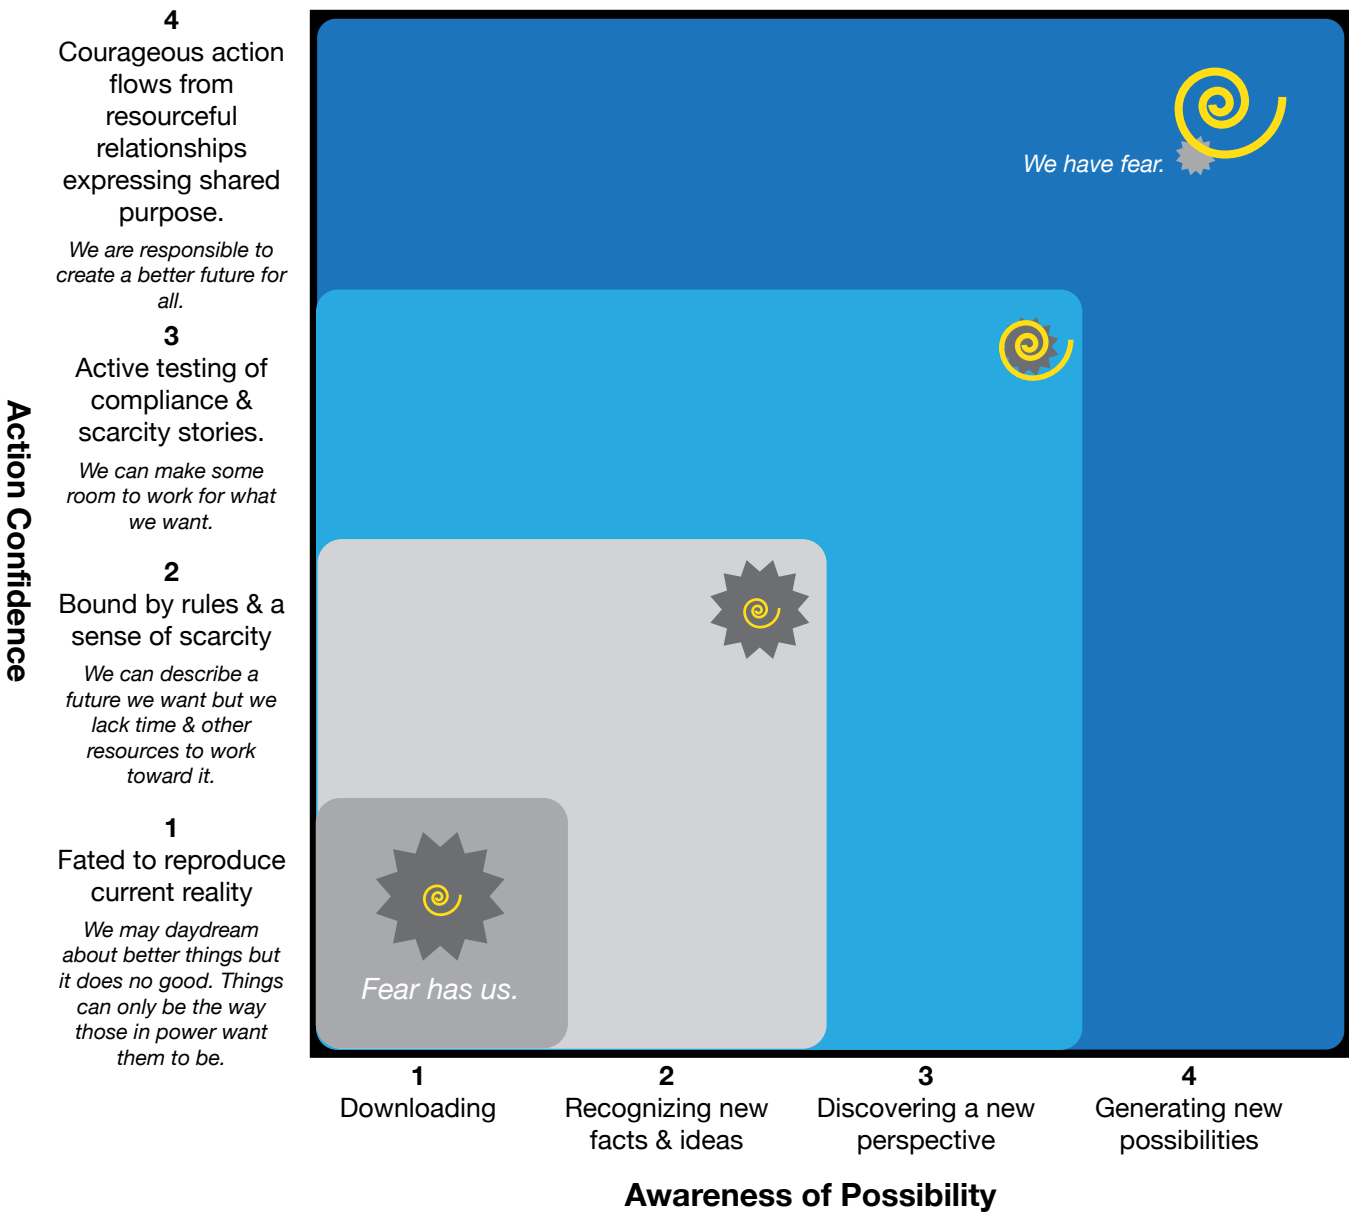 4
Courageous action
flows from
resourceful
relationships
expressing shared
purpose.
We are responsible to
create a better future for
all.
3
Active testing of
compliance &
scarcity stories.
We can make some
room to work for what
we want.
2
Bound by rules & a
sense of scarcity
We can describe a
future we want but we
lack time & other
resources to work
toward it.
1
Fated to reproduce
current reality
We may daydream
about better things but
it does no good. Things
can only be the way
those in power want
them to be.
Action Confidence
We have fear.
Fear has us.
1
Downloading
2
Recognizing new
facts & ideas
3
Discovering a new
perspective
4
Generating new
possibilities
Awareness of Possibility